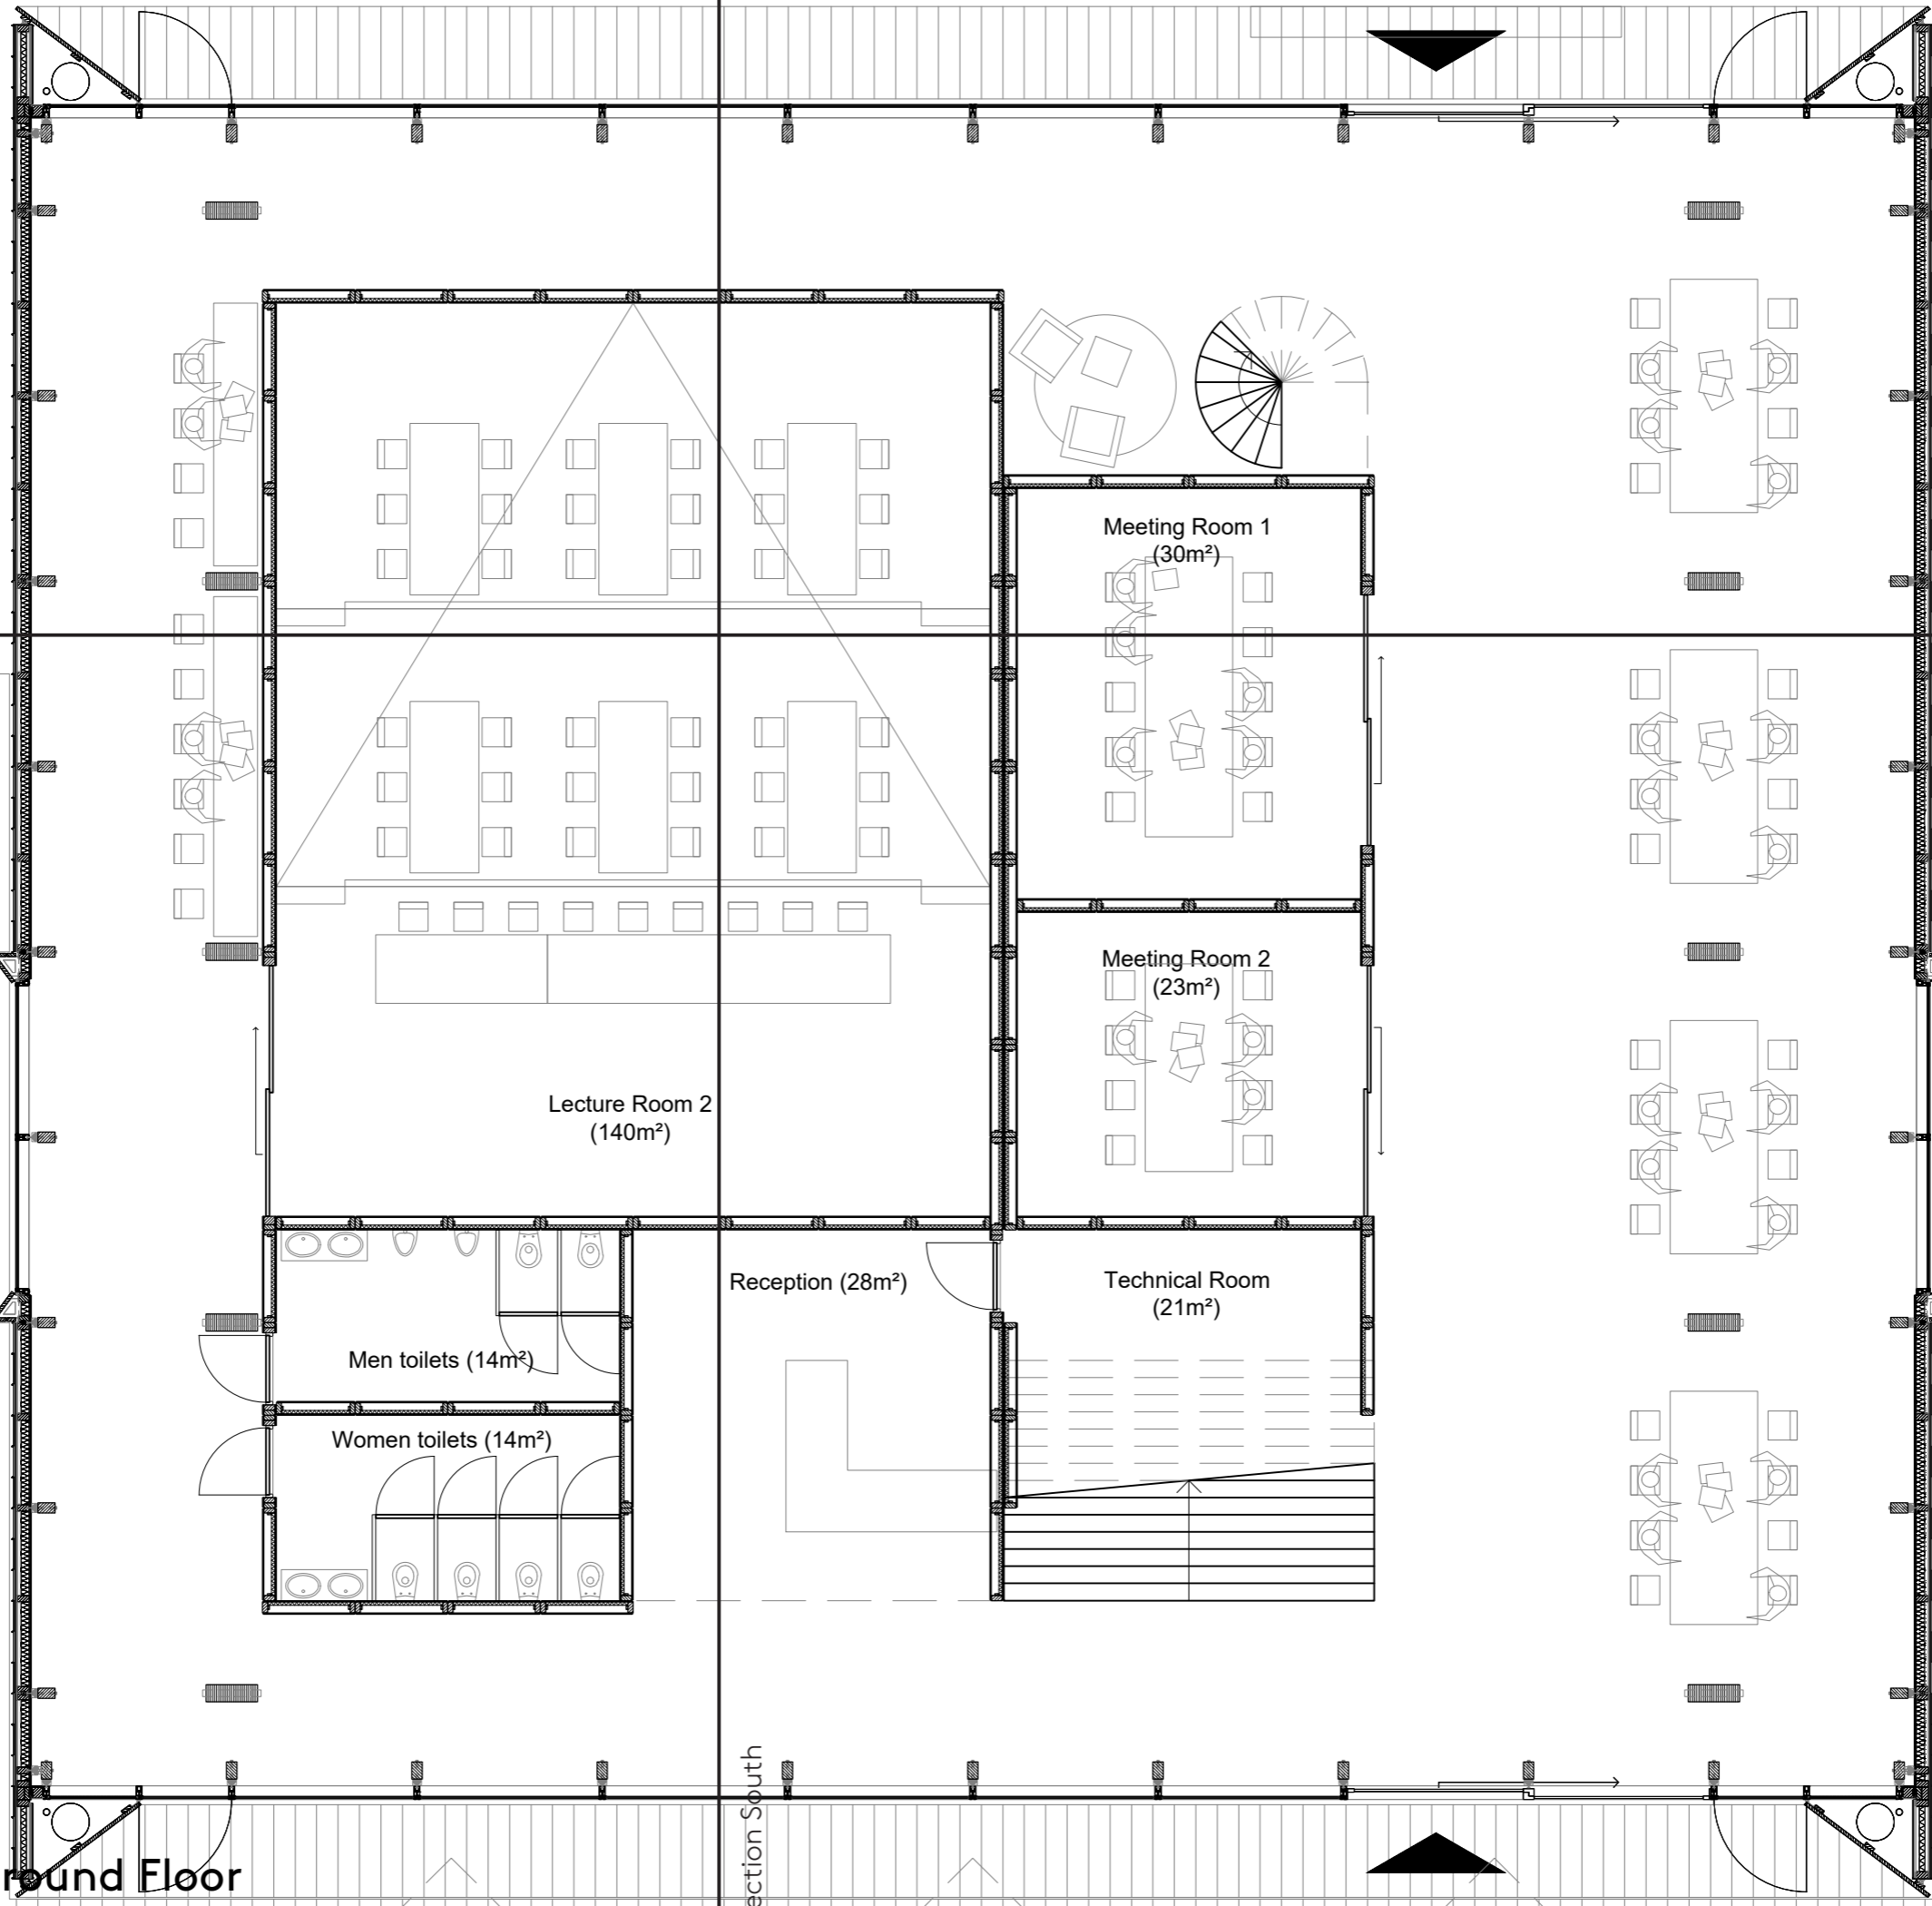 Meeting Room 1
(30m²)
Meeting Room 2
(23m²)
Lecture Room 2
(140m²)
Reception (28m²)
Technical Room
(21m²)
Men toilets (14m²)
Women toilets (14m²)
ection South
round Floor